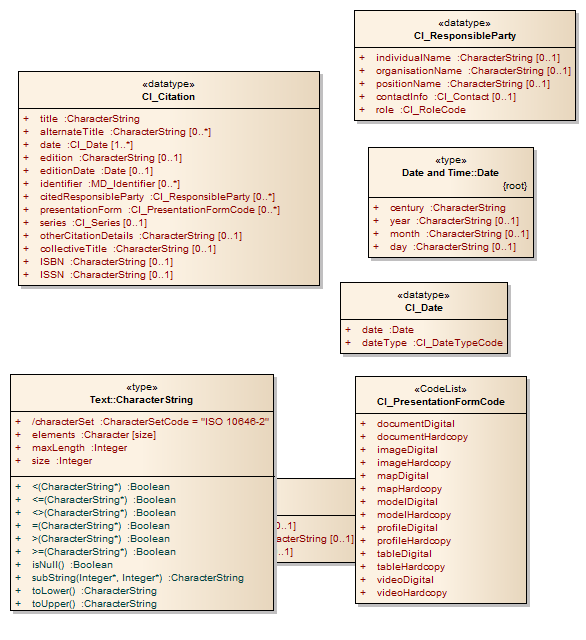 «datatype»
CI_ResponsibleParty
+ individualName :CharacterString [0..1]
+ organisationName :CharacterString [0..1]
+ positionName :CharacterString [0..1]
+ contactInfo :CI_Contact [0..1]
+ role :CI_RoleCode
«datatype»
CI_Citation
+ title :CharacterString
+ alternateTitle :CharacterString [0..*]
+ date :CI_Date [1..*]
+ edition :CharacterString [0..1]
+ editionDate :Date [0..1]
+ identifier :MD_Identifier [0..*]
+ citedResponsibleParty :CI_ResponsibleParty [0..*]
+ presentationForm :CI_PresentationFormCode [0..*]
+ series :CI_Series [0..1]
+ otherCitationDetails :CharacterString [0..1]
+ collectiveTitle :CharacterString [0..1]
+ ISBN :CharacterString [0..1]
+ ISSN :CharacterString [0..1]
«type»
Date and Time::Date
{root}
+ century :CharacterString
+ year :CharacterString [0..1]
+ month :CharacterString [0..1]
+ day :CharacterString [0..1]
«datatype»
CI_Date
+ date :Date
+ dateType :CI_DateTypeCode
«type»
Text::CharacterString
+ /characterSet :CharacterSetCode = "ISO 10646-2"
+ elements :Character [size]
+ maxLength :Integer
+ size :Integer
+ <(CharacterString*) :Boolean
+ <=(CharacterString*) :Boolean
+ <>(CharacterString*) :Boolean
+ =(CharacterString*) :Boolean
+ >(CharacterString*) :Boolean
+ >=(CharacterString*) :Boolean
+ isNull() :Boolean
+ subString(Integer*, Integer*) :CharacterString
+ toLower() :CharacterString
+ toUpper() :CharacterString
0..1]
aracterString [0..1]
..1]
«CodeList»
CI_PresentationFormCode
+ documentDigital
+ documentHardcopy
+ imageDigital
+ imageHardcopy
+ mapDigital
+ mapHardcopy
+ modelDigital
+ modelHardcopy
+ profileDigital
+ profileHardcopy
+ tableDigital
+ tableHardcopy
+ videoDigital
+ videoHardcopy